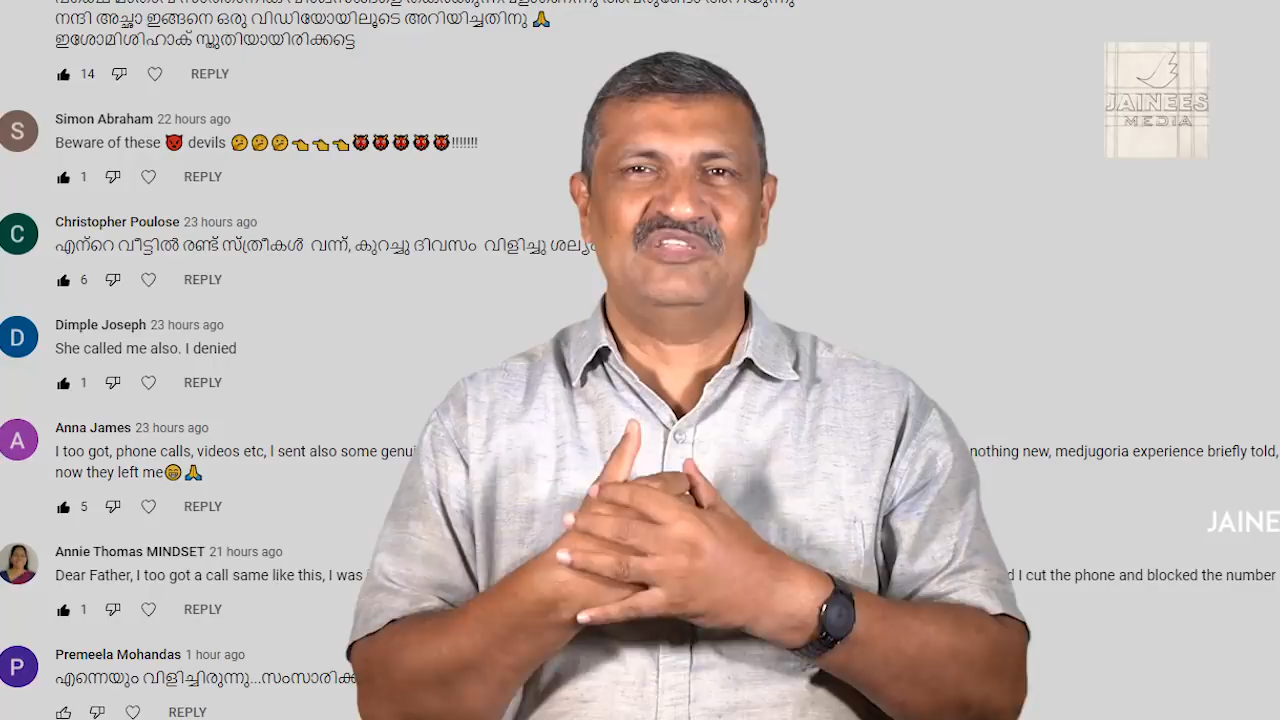 നന്ദി അച്ഛാ ഇങ്ങനെ ഒരു വിഡിയോയിലൂടെ അറിയിച്ചതിനു 🙏
ഇശോമിശിഹാക് സ്തുതിയായിരിക്കട്ടെ
14 REPLY
JAINEES
MEDIA
S
Simon Abraham 22 hours ago
Beware of these 👿 devils 🫤🫤🫤👈👈👈👹👹👹👹👹!!!!!!!
1 REPLY
C
Christopher Poulose 23 hours ago
എന്റെ വീട്ടിൽ രണ്ട് സ്ത്രീകൾ വന്ന്, കുറച്ചു ദിവസം വിളിച്ചു
6 REPLY
D
Dimple Joseph 23 hours ago
She called me also. I denied
1 REPLY
A
Anna James 23 hours ago
I too got, phone calls, videos etc, I sent also some nothing new, medjugoria experience briefly told,
now they left me😁🙏
5 REPLY
JAINE
Annie Thomas MINDSET 21 hours ago
Dear Father, I too got a call same like this, I was I cut the phone and blocked the number
1 REPLY
P
Premeela Mohandas 1 hour ago
എന്നെയും വിളിച്ചിരുന്നു...
REPLY